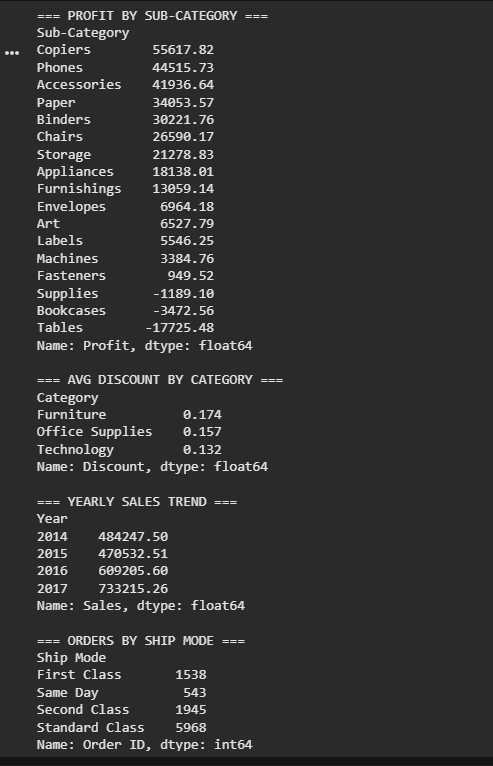 === PROFIT BY SUB-CATEGORY ===
Sub-Category
Copiers        55617.82
Phones         44515.73
Accessories    41936.64
Paper          34053.57
Binders        30221.76
Chairs         26590.17
Storage        21278.83
Appliances     18138.01
Furnishings    13059.14
Envelopes       6964.18
Art             6527.79
Labels          5546.25
Machines        3384.76
Fasteners        949.52
Supplies       -1189.10
Bookcases      -3472.56
Tables        -17725.48
Name: Profit, dtype: float64

=== AVG DISCOUNT BY CATEGORY ===
Category
Furniture          0.174
Office Supplies    0.157
Technology         0.132
Name: Discount, dtype: float64

=== YEARLY SALES TREND ===
Year
2014    484247.50
2015    470532.51
2016    609205.60
2017    733215.26
Name: Sales, dtype: float64

=== ORDERS BY SHIP MODE ===
Ship Mode
First Class       1538
Same Day           543
Second Class      1945
Standard Class    5968
Name: Order ID, dtype: int64